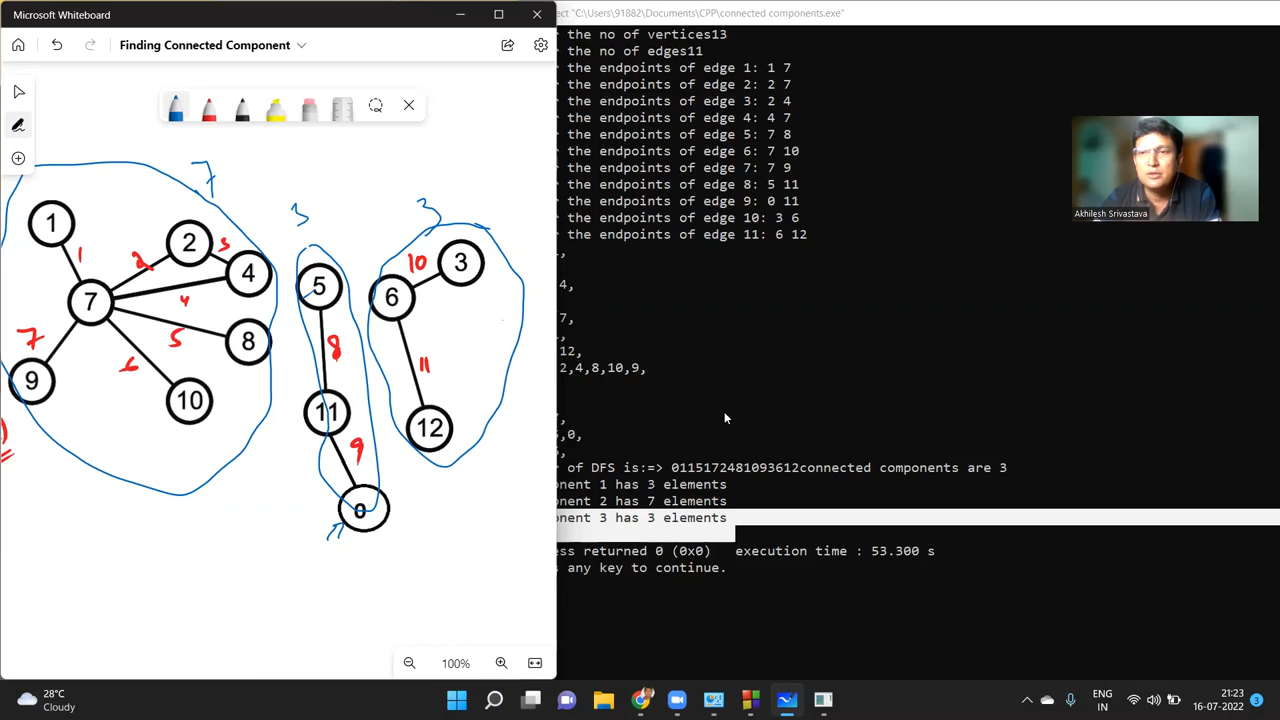 Microsoft Whiteboard
Finding Connected Component
7
3
3
1
2
3
4
5
6
7
8
9
10
11
1
2
4
7
8
9
10
5
11
0
6
3
12
100%
"C:\Users\91882\Documents\CPP\connected components.exe"
the no of vertices13
the no of edges11
the endpoints of edge 1: 1 7
the endpoints of edge 2: 2 7
the endpoints of edge 3: 2 4
the endpoints of edge 4: 4 7
the endpoints of edge 5: 7 8
the endpoints of edge 6: 7 10
the endpoints of edge 7: 7 9
the endpoints of edge 8: 5 11
the endpoints of edge 9: 0 11
the endpoints of edge 10: 3 6
the endpoints of edge 11: 6 12
4,
7,
12,
2,4,8,10,9,
,0,
of DFS is:=> 0115172481093612connected components are 3
onent 1 has 3 elements
onent 2 has 7 elements
onent 3 has 3 elements
ess returned 0 (0x0)   execution time : 53.300 s
any key to continue.
Akhilesh Srivastava
28°C
Cloudy
ENG
IN
21:23
16-07-2022
3